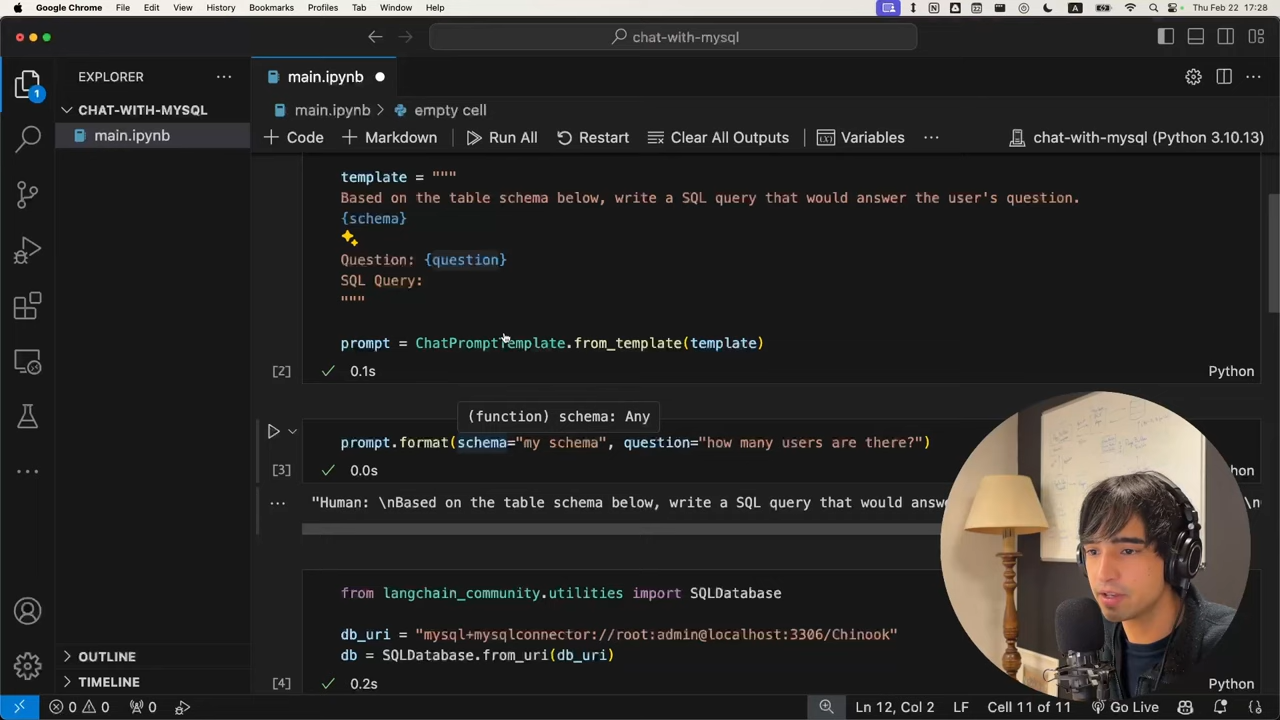 Google Chrome File Edit View History Bookmarks Profiles Tab Window Help Thu Feb 22 17:28
chat-with-mysql
EXPLORER
main.ipynb
CHAT-WITH-MYSQL
main.ipynb > empty cell
main.ipynb
Code Markdown Run All Restart Clear All Outputs Variables chat-with-mysql (Python 3.10.13)
template = """
Based on the table schema below, write a SQL query that would answer the user's question.
{schema}
Question: {question}
SQL Query:
"""
prompt = ChatPromptTemplate.from_template(template)
[2] 0.1s Python
(function) schema: Any
prompt.format(schema="my schema", question="how many users are there?")
[3] 0.0s
"Human: \nBased on the table schema below, write a SQL query that would answ
from langchain_community.utilities import SQLDatabase
db_uri = "mysql+mysqlconnector://root:admin@localhost:3306/Chinook"
db = SQLDatabase.from_uri(db_uri)
[4] 0.2s Python
OUTLINE
TIMELINE
0 0 0 Ln 12, Col 2 LF Cell 11 of 11 Go Live